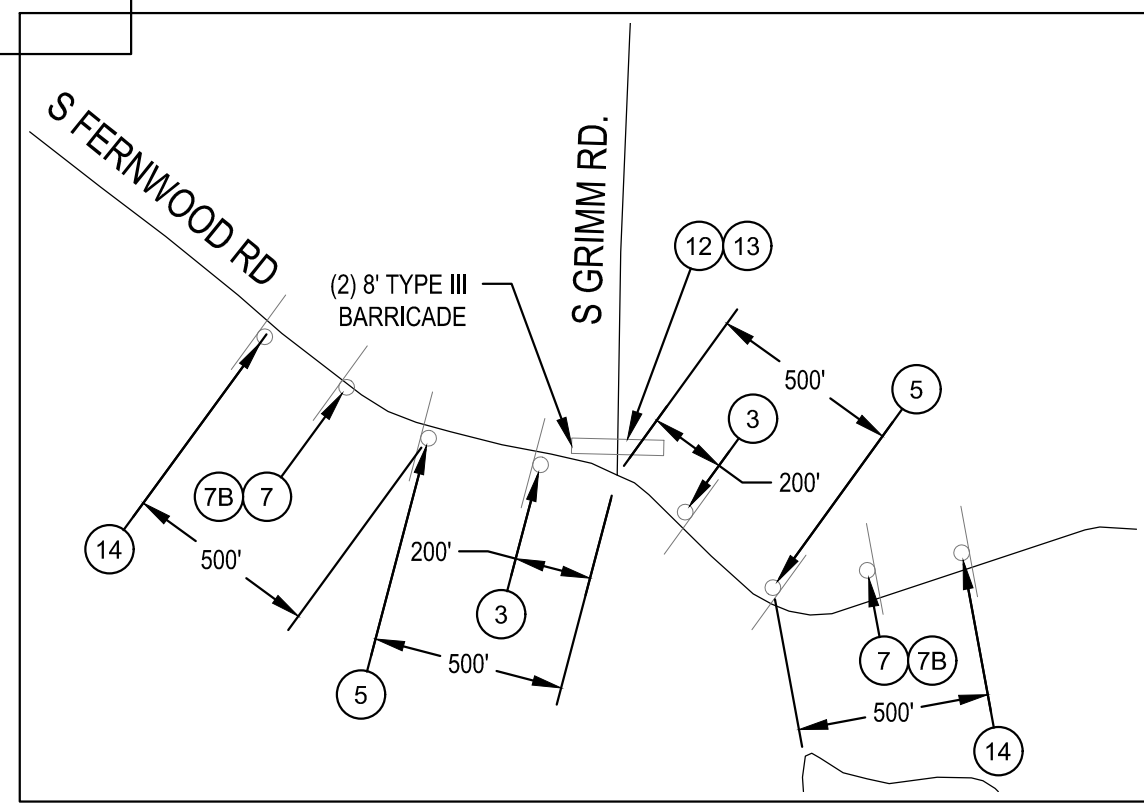 S FERNWOOD RD
S GRIMM RD.
(2) 8' TYPE III
BARRICADE
12 13
500'
5
3
200'
7B 7
14
500'
200'
3
500'
5
7 7B
500'
14